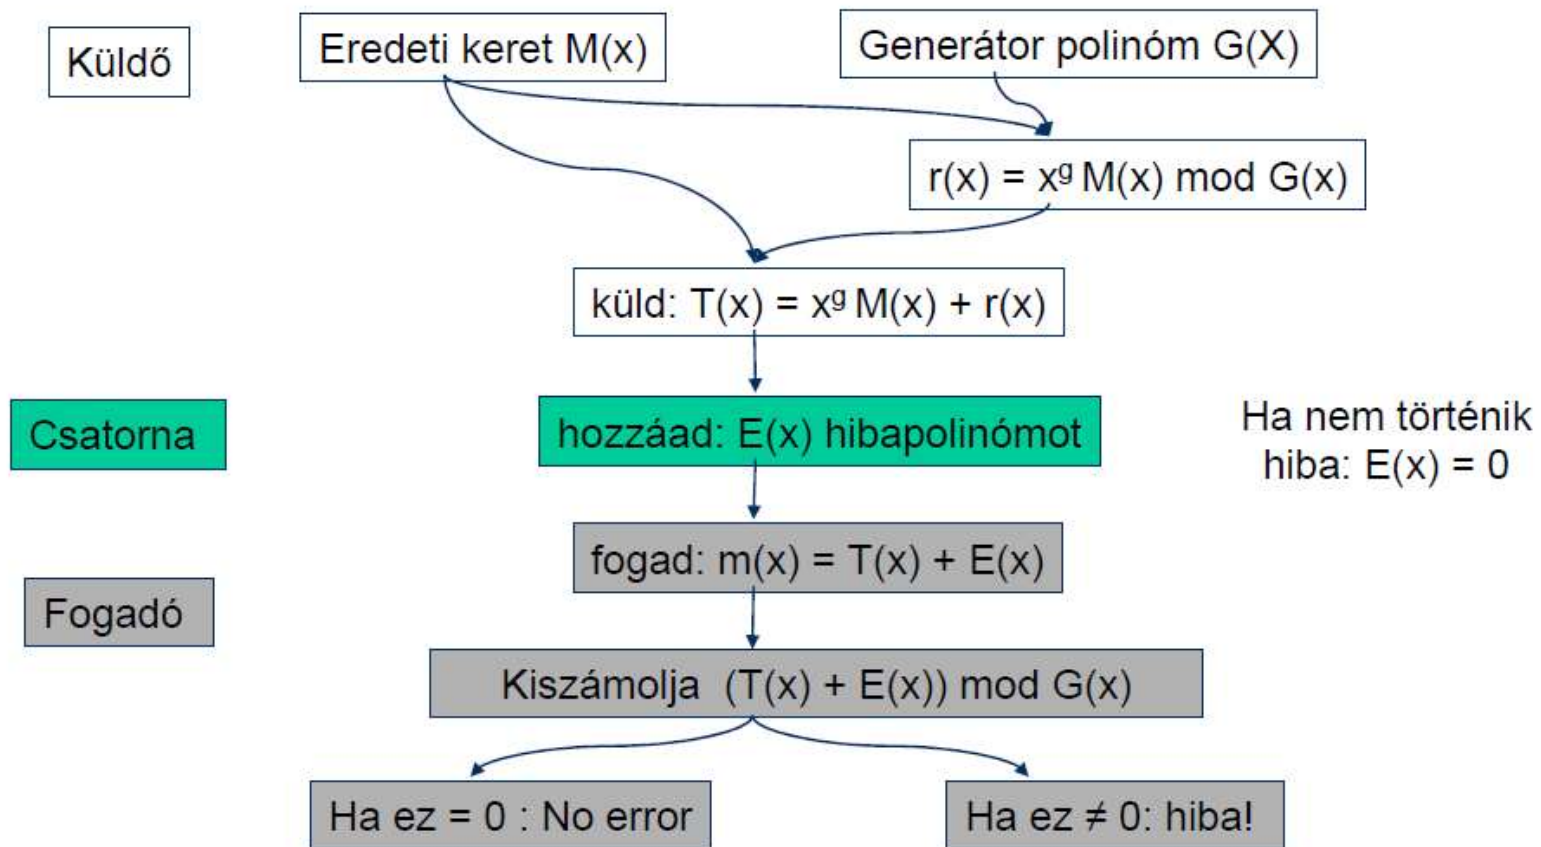 Küldő
Eredeti keret M(x)
Generátor polinóm G(X)
r(x) = xᵍ M(x) mod G(x)
küld: T(x) = xᵍ M(x) + r(x)
Csatorna
hozzáad: E(x) hibapolinómot
Ha nem történik
hiba: E(x) = 0
fogad: m(x) = T(x) + E(x)
Fogadó
Kiszámolja (T(x) + E(x)) mod G(x)
Ha ez = 0 : No error
Ha ez ≠ 0: hiba!